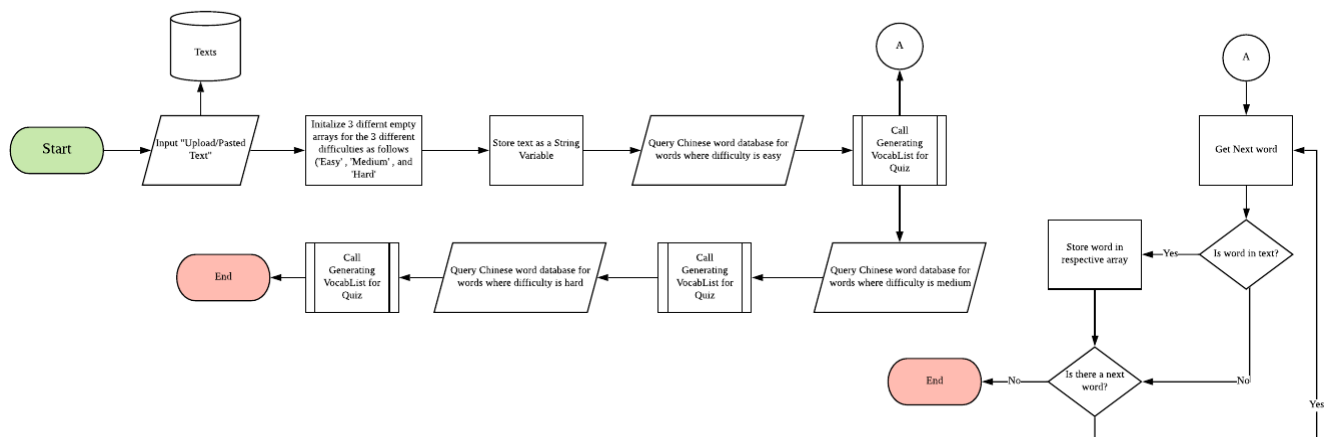 Texts
A
A
Start
Input "Upload/Pasted
Text"
Initalize 3 differnt empty
arrays for the 3 different
difficulties as follows
('Easy' , 'Medium' , and
'Hard'
Store text as a String
Variable
Query Chinese word database for
words where difficulty is easy
Call
Generating
VocabList for
Quiz
Get Next word
End
Call
Generating
VocabList for
Quiz
Query Chinese word database for
words where difficulty is hard
Call
Generating
VocabList for
Quiz
Query Chinese word database for
words where difficulty is medium
Store word in
respective array
Yes
Is word in text?
End
No
Is there a next
word?
No
Yes